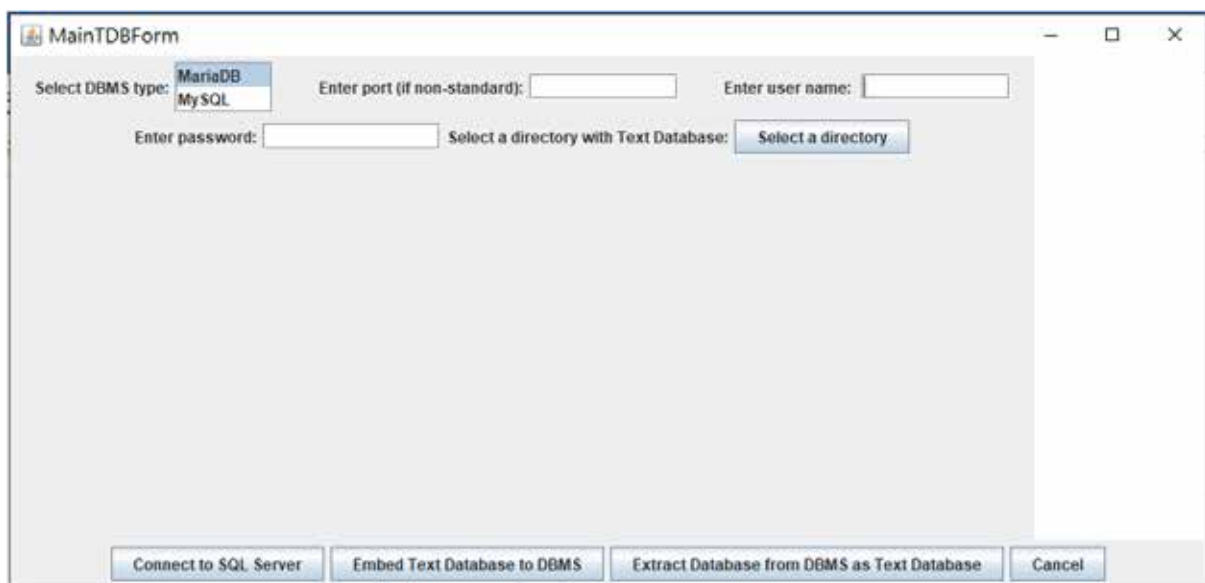 MainTDBForm
Select DBMS type: MariaDB MySQL Enter port (if non-standard): Enter user name:
Enter password: Select a directory with Text Database: Select a directory
Connect to SQL Server Embed Text Database to DBMS Extract Database from DBMS as Text Database Cancel